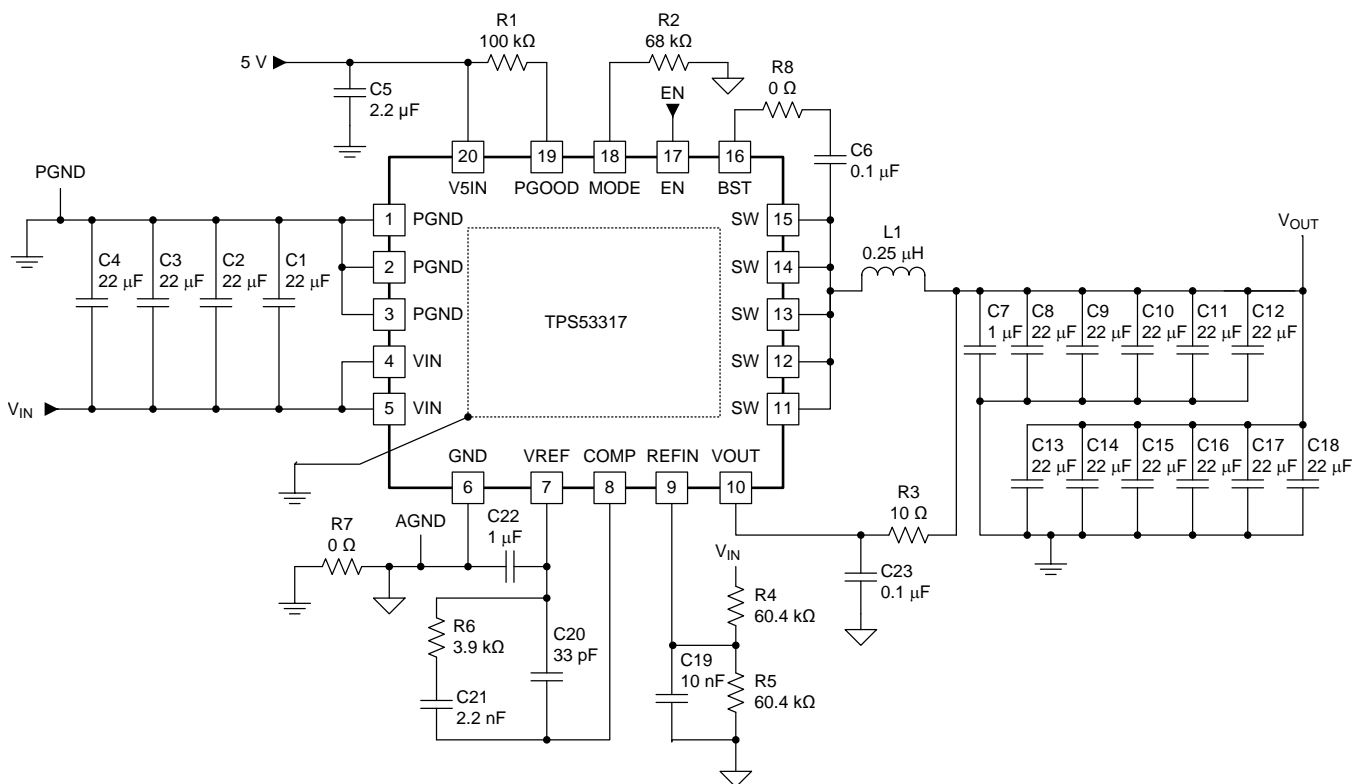 R1
100 kΩ
R2
68 kΩ
5 V
C5
2.2 µF
EN
R8
0 Ω
C6
0.1 µF
20
19
18
17
16
V5IN
PGOOD
MODE
EN
BST
PGND
1
PGND
2
PGND
3
PGND
4
VIN
5
VIN
C4
22 µF
C3
22 µF
C2
22 µF
C1
22 µF
VIN
TPS53317
SW
15
SW
14
SW
13
SW
12
SW
11
L1
0.25 µH
VOUT
C7
1 µF
C8
22 µF
C9
22 µF
C10
22 µF
C11
22 µF
C12
22 µF
C13
22 µF
C14
22 µF
C15
22 µF
C16
22 µF
C17
22 µF
C18
22 µF
GND
VREF
COMP
REFIN
VOUT
6
7
8
9
10
R7
0 Ω
AGND
C22
1 µF
R3
10 Ω
C23
0.1 µF
VIN
R4
60.4 kΩ
R6
3.9 kΩ
C20
33 pF
C19
10 nF
R5
60.4 kΩ
C21
2.2 nF